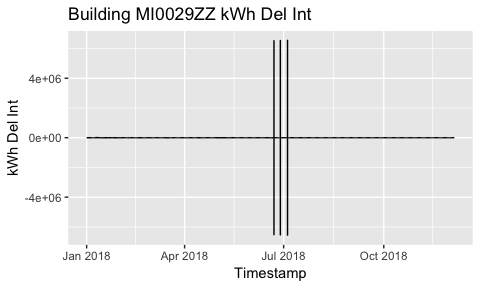 Building MI0029ZZ kWh Del Int
kWh Del Int
4e+06
0e+00
-4e+06
Jan 2018 Apr 2018 Jul 2018 Oct 2018
Timestamp